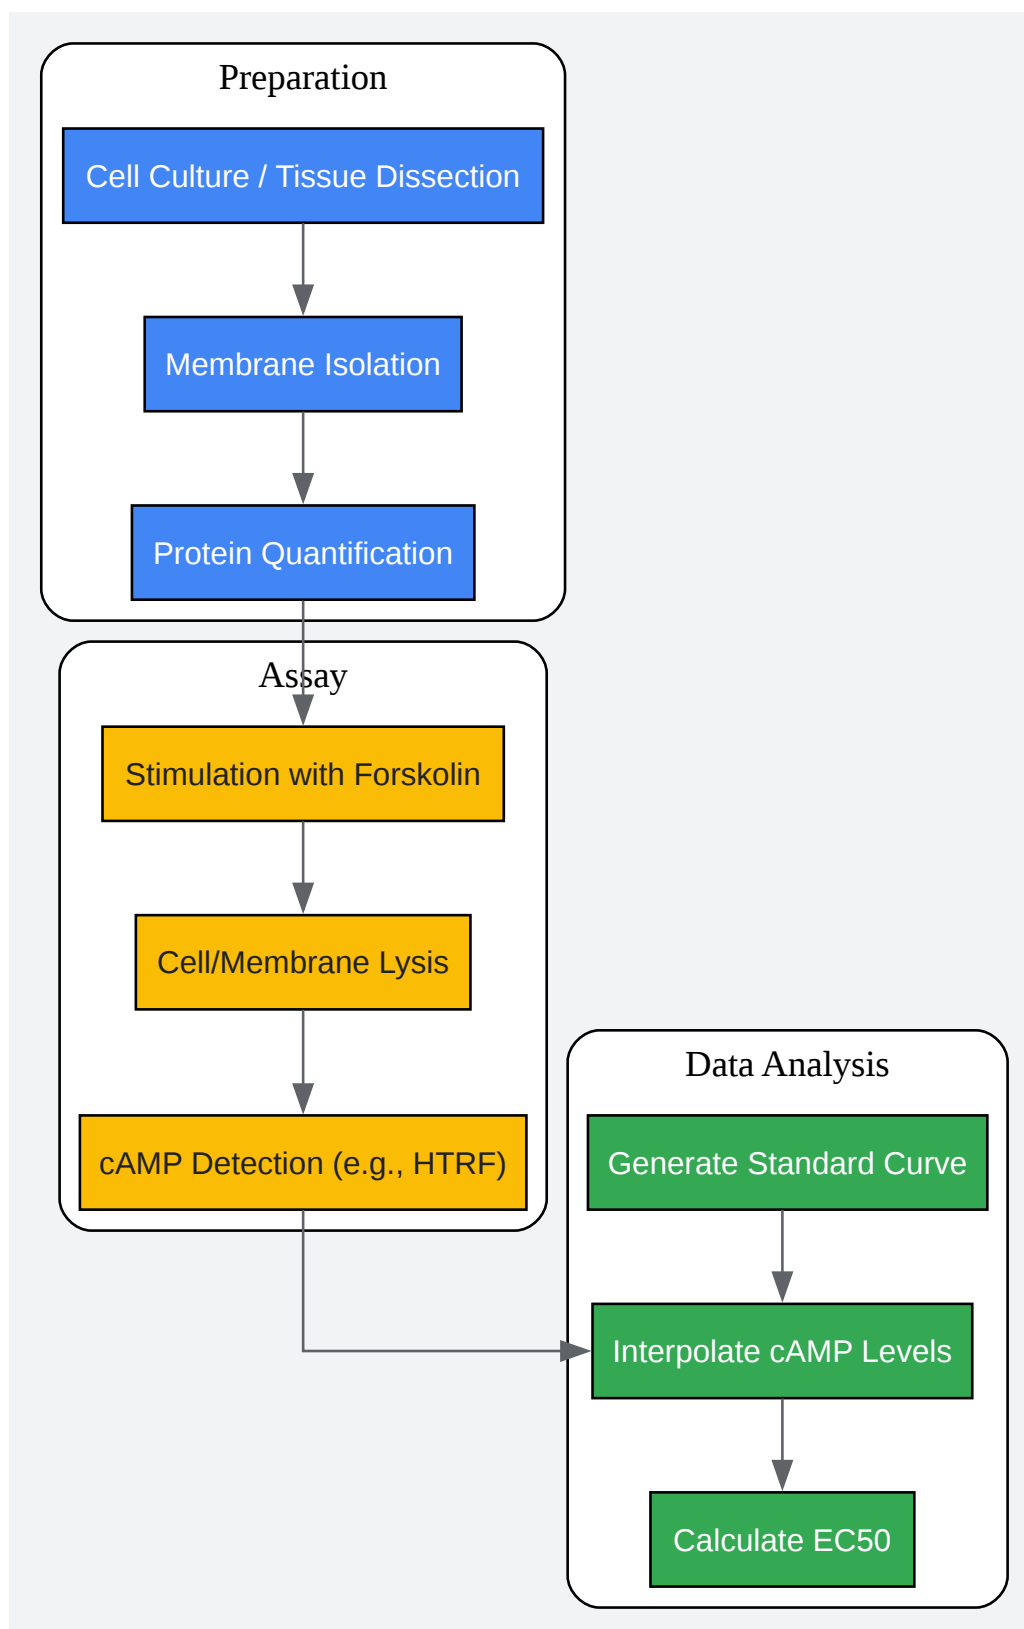 Preparation
Cell Culture / Tissue Dissection
Membrane Isolation
Protein Quantification
Assay
Stimulation with Forskolin
Cell/Membrane Lysis
cAMP Detection (e.g., HTRF)
Data Analysis
Generate Standard Curve
Interpolate cAMP Levels
Calculate EC50